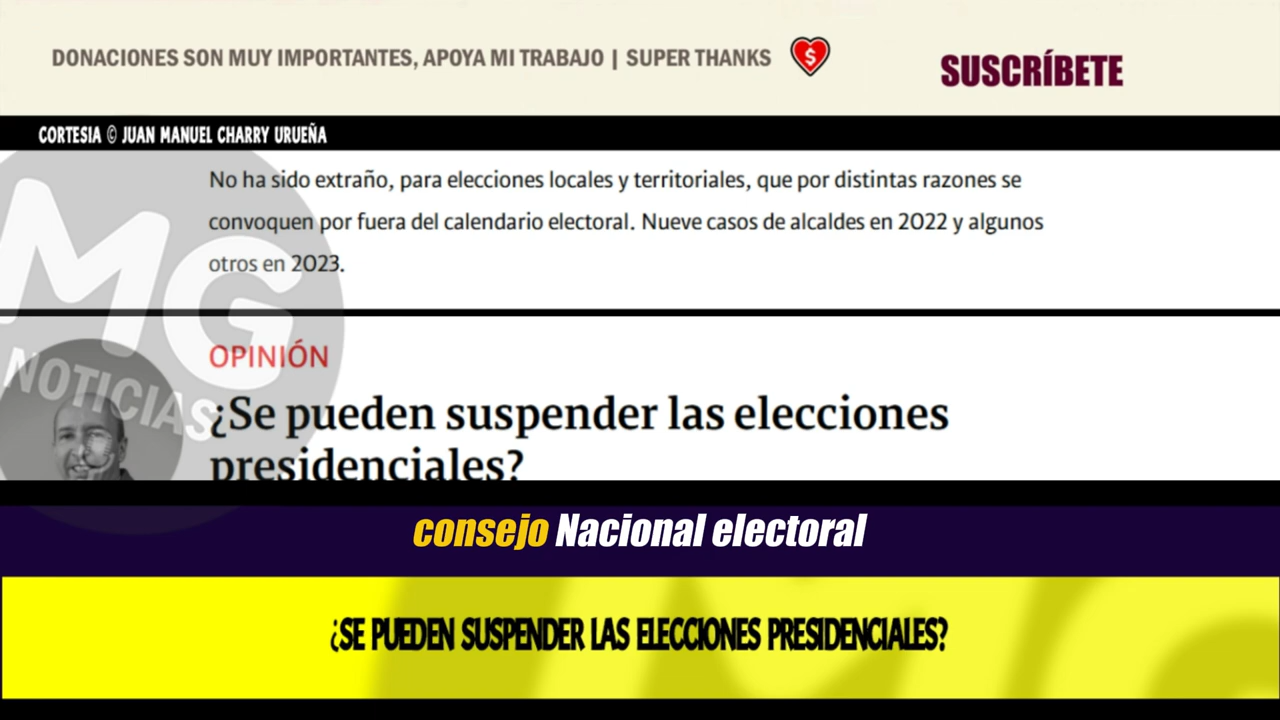 DONACIONES SON MUY IMPORTANTES, APOYA MI TRABAJO | SUPER THANKS
$
SUSCRÍBETE
CORTESIA © JUAN MANUEL CHARRY URUEÑA
No ha sido extraño, para elecciones locales y territoriales, que por distintas razones se
convoquen por fuera del calendario electoral. Nueve casos de alcaldes en 2022 y algunos
otros en 2023.
MG
NOTICIAS
OPINIÓN
¿Se pueden suspender las elecciones
presidenciales?
consejo Nacional electoral
¿SE PUEDEN SUSPENDER LAS ELECCIONES PRESIDENCIALES?